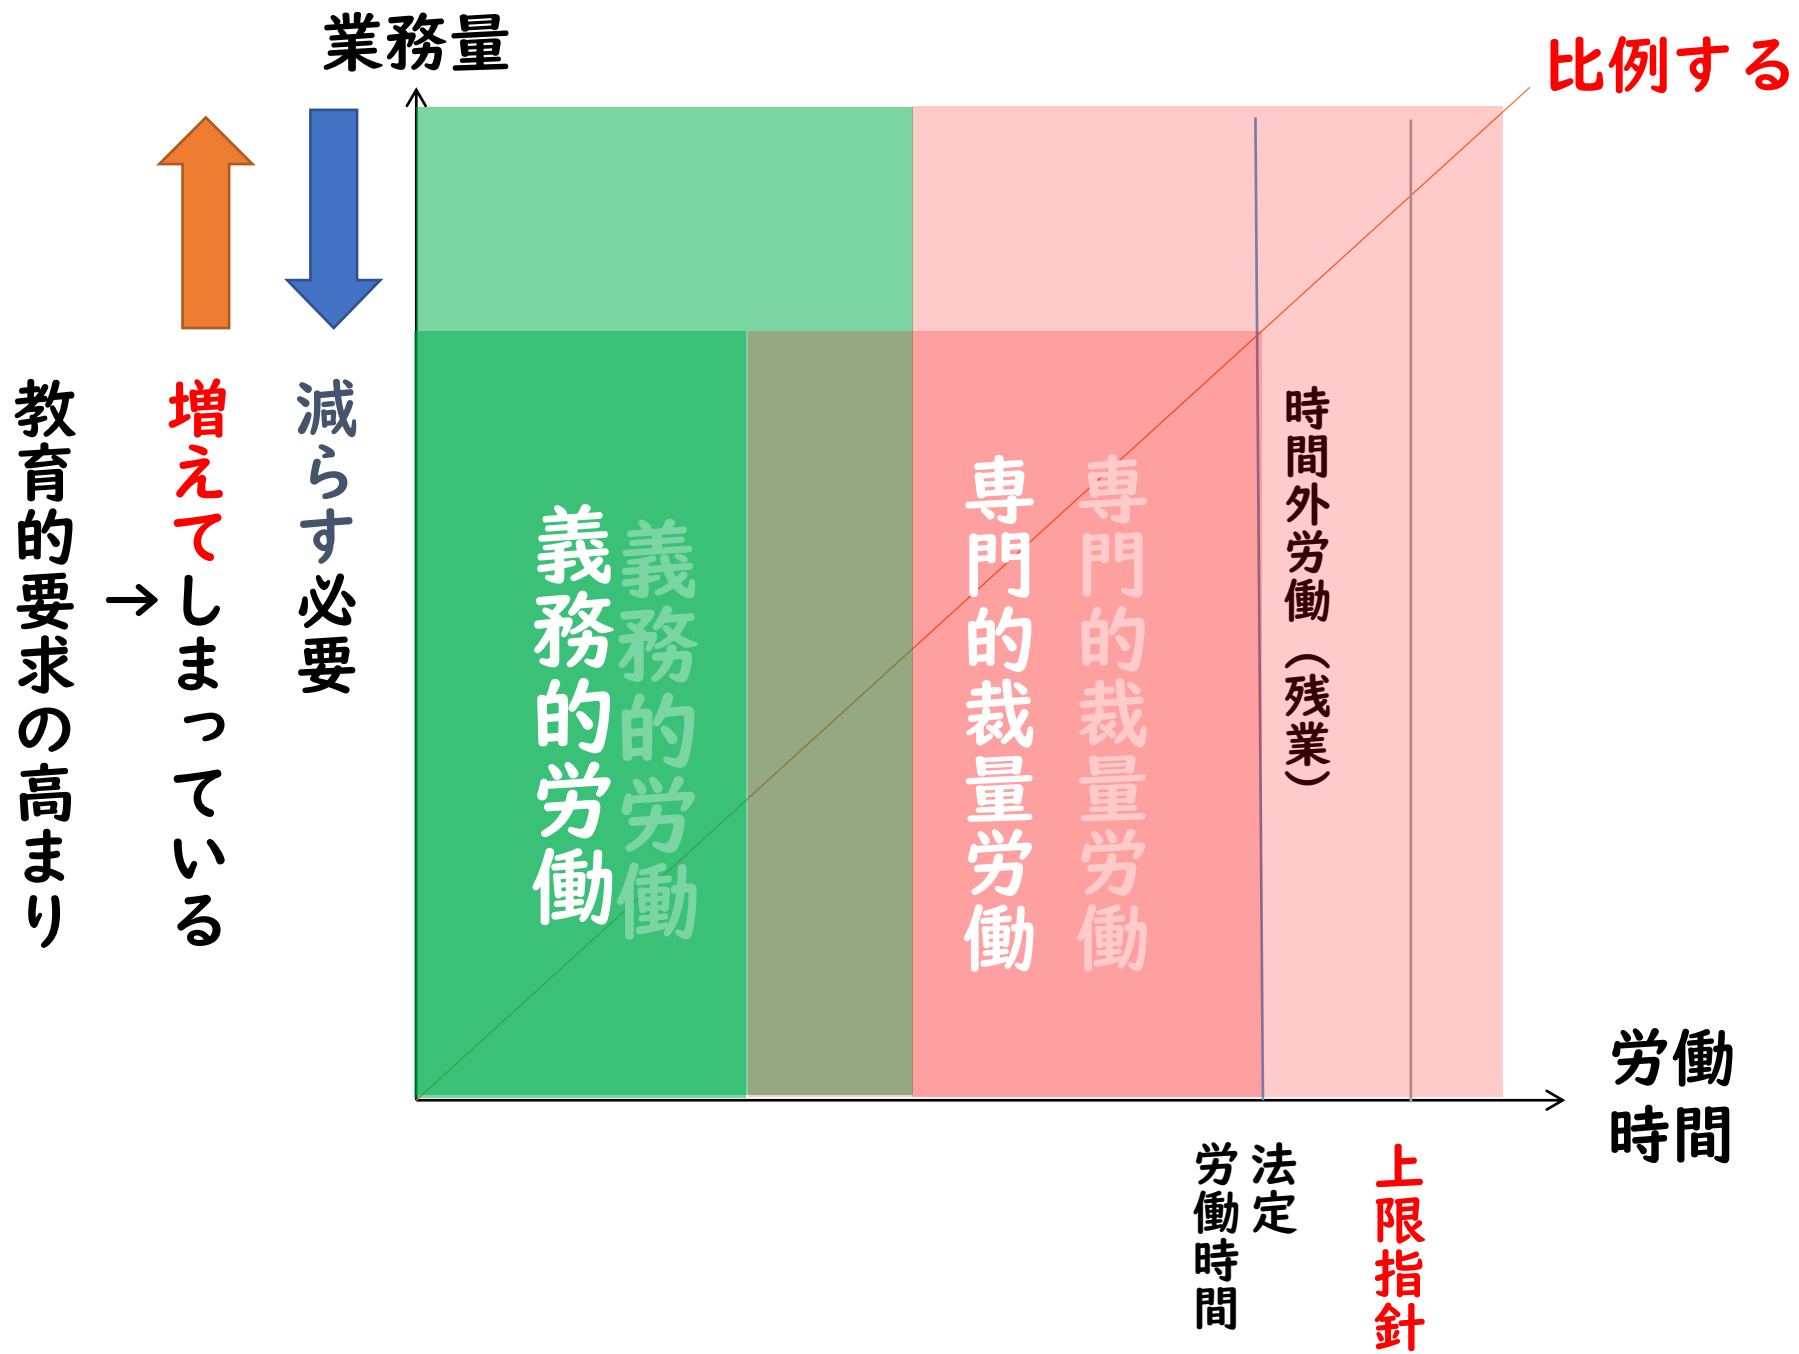 業務量
比例する
教育的要求の高まり
→
増えてしまっている
減らす必要
義務的労働
義務的労働
専門的裁量労働
専門的裁量労働
時間外労働（残業）
労働
時間
法定
労働時間
上限指針